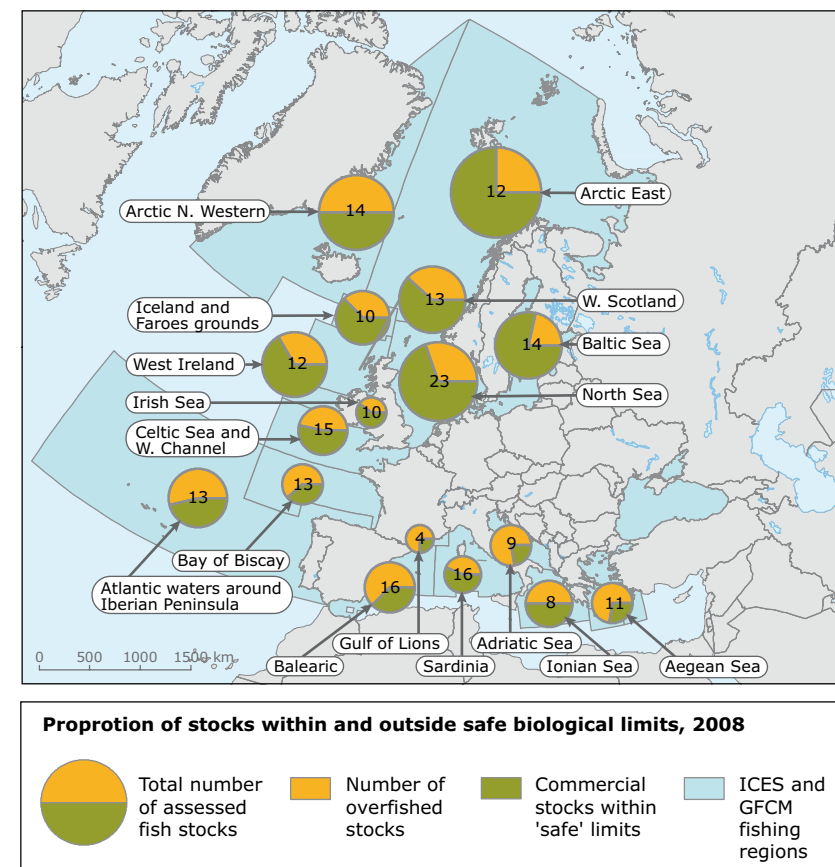 12
Arctic East
Arctic N. Western
14
13
W. Scotland
Iceland and
Faroes grounds
10
West Ireland
12
14
Baltic Sea
23
North Sea
Irish Sea
10
Celtic Sea and
W. Channel
15
13
13
Bay of Biscay
Atlantic waters around
Iberian Peninsula
4
9
16
16
8
11
Gulf of Lions
Adriatic Sea
Balearic
Sardinia
Ionian Sea
Aegean Sea
0 500 1000 1500 km
Proprotion of stocks within and outside safe biological limits, 2008
Total number
of assessed
fish stocks
Number of
overfished
stocks
Commercial
stocks within
'safe' limits
ICES and
GFCM
fishing
regions